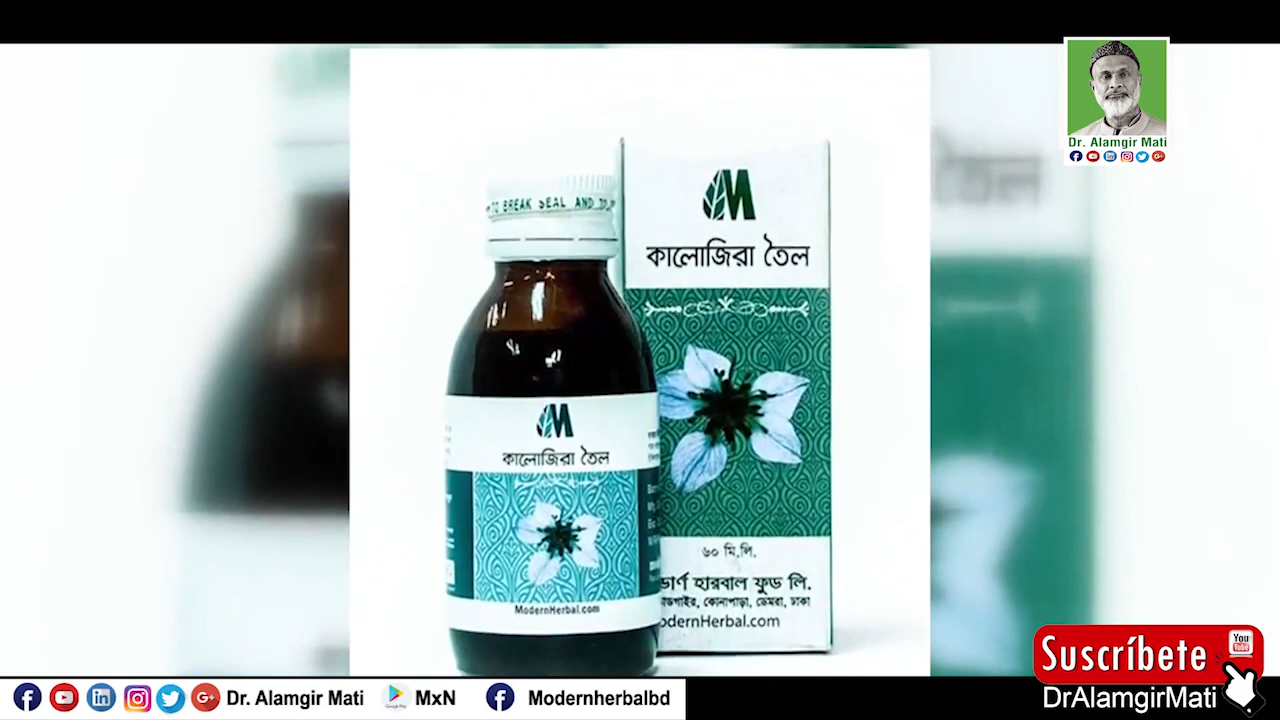 Dr. Alamgir Mati
TO BREAK SEAL AND
M
কালোজিরা তৈল
৬০ মি.লি.
হারবাল ফুড লি.
কোনাপাড়া, ডেমরা, ঢাকা
odernHerbal.com
M
কালোজিরা তৈল
ModernHerbal.com
Suscríbete
You
Tube
DrAlamgirMati
Dr. Alamgir Mati
MxN
Modernherbalbd